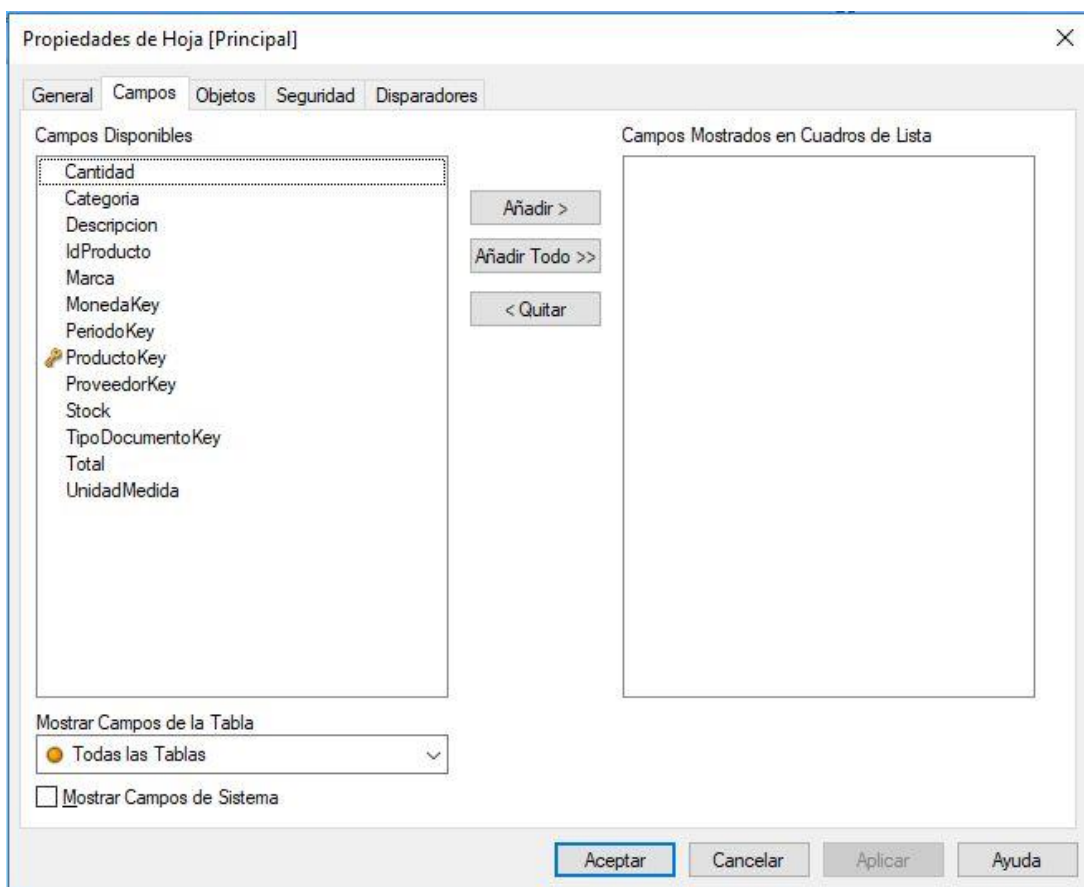 Propiedades de Hoja [Principal]
General Campos Objetos Seguridad Disparadores
Campos Disponibles
Campos Mostrados en Cuadros de Lista
Cantidad
Categoria
Descripcion
IdProducto
Marca
MonedaKey
PeriodoKey
ProductoKey
ProveedorKey
Stock
TipoDocumentoKey
Total
UnidadMedida
Añadir >
Añadir Todo >>
< Quitar
Mostrar Campos de la Tabla
Todas las Tablas
Mostrar Campos de Sistema
Aceptar Cancelar Aplicar Ayuda